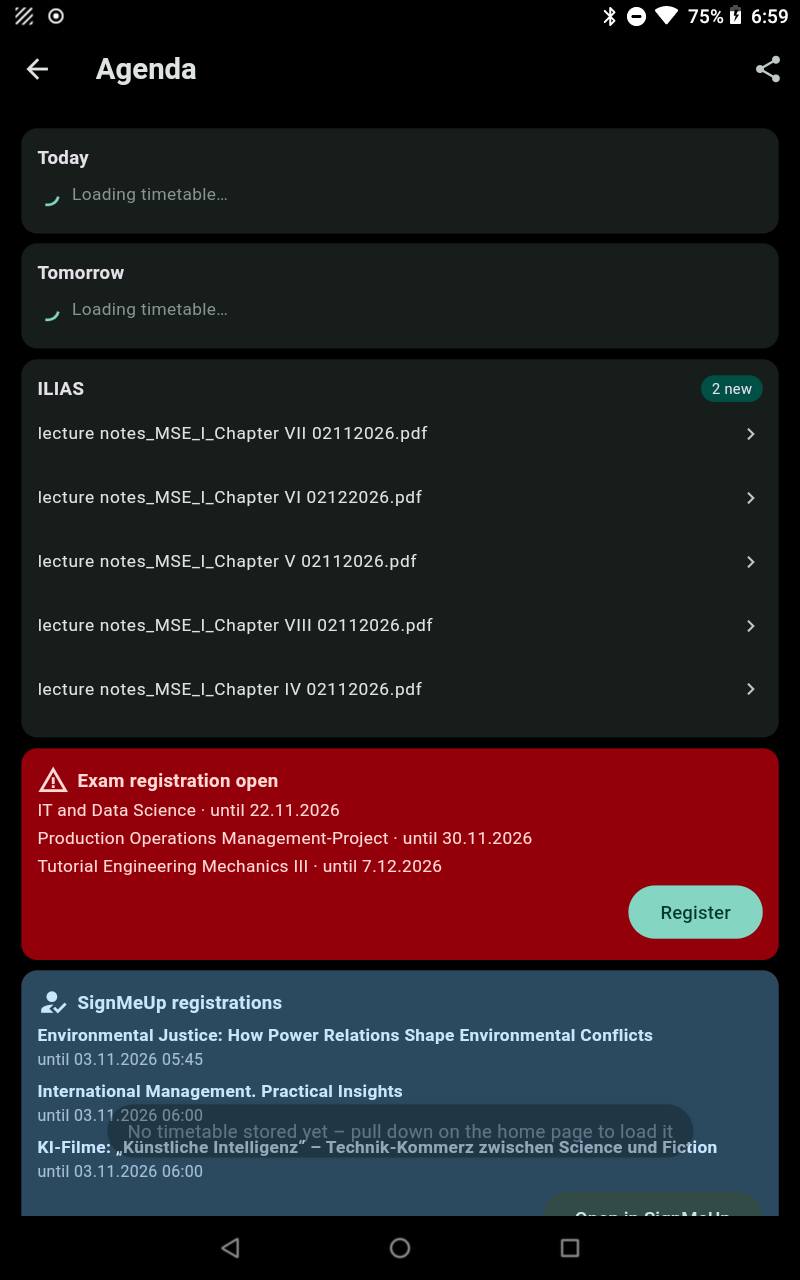 75% 6:59
Agenda
Today
Loading timetable…
Tomorrow
Loading timetable…
ILIAS 2 new
lecture notes_MSE_I_Chapter VII 02112026.pdf
lecture notes_MSE_I_Chapter VI 02122026.pdf
lecture notes_MSE_I_Chapter V 02112026.pdf
lecture notes_MSE_I_Chapter VIII 02112026.pdf
lecture notes_MSE_I_Chapter IV 02112026.pdf
Exam registration open
IT and Data Science · until 22.11.2026
Production Operations Management-Project · until 30.11.2026
Tutorial Engineering Mechanics III · until 7.12.2026
Register
SignMeUp registrations
Environmental Justice: How Power Relations Shape Environmental Conflicts
until 03.11.2026 05:45
International Management. Practical Insights
until 03.11.2026 06:00
No timetable stored yet – pull down on the home page to load it
KI-Filme: „Künstliche Intelligenz“ – Technik-Kommerz zwischen Science und Fiction
until 03.11.2026 06:00
Open in SignMeUp